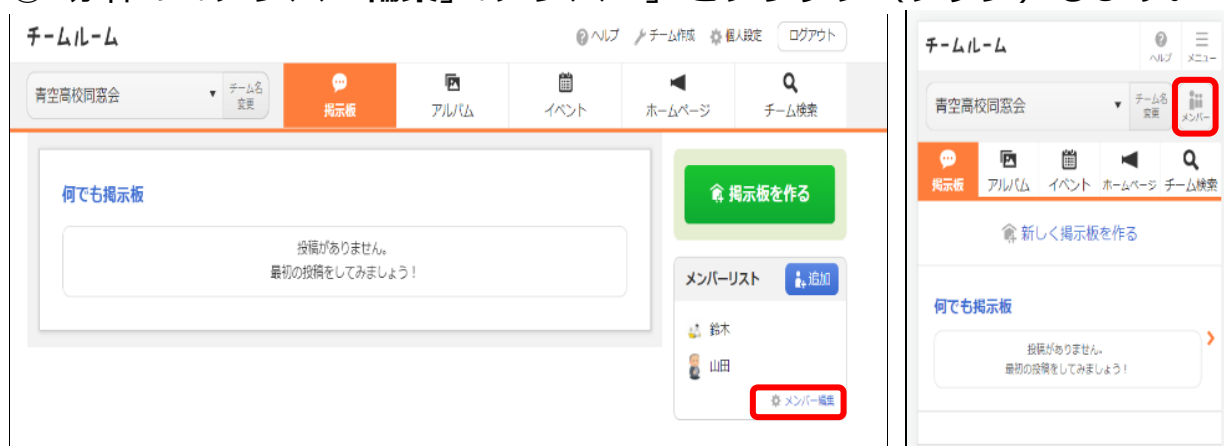 チームルーム
ヘルプ チーム作成 個人設定 ログアウト
青空高校同窓会 ▼ チーム名変更
掲示板 アルバム イベント ホームページ チーム検索
何でも掲示板
投稿がありません。
最初の投稿をしてみましょう！
掲示板を作る
メンバーリスト 追加
鈴木
山田
メンバー編集
チームルーム
ヘルプ メニュー
青空高校同窓会 ▼ チーム名変更 メンバー
掲示板 アルバム イベント ホームページ チーム検索
新しく掲示板を作る
何でも掲示板
投稿がありません。
最初の投稿をしてみましょう！